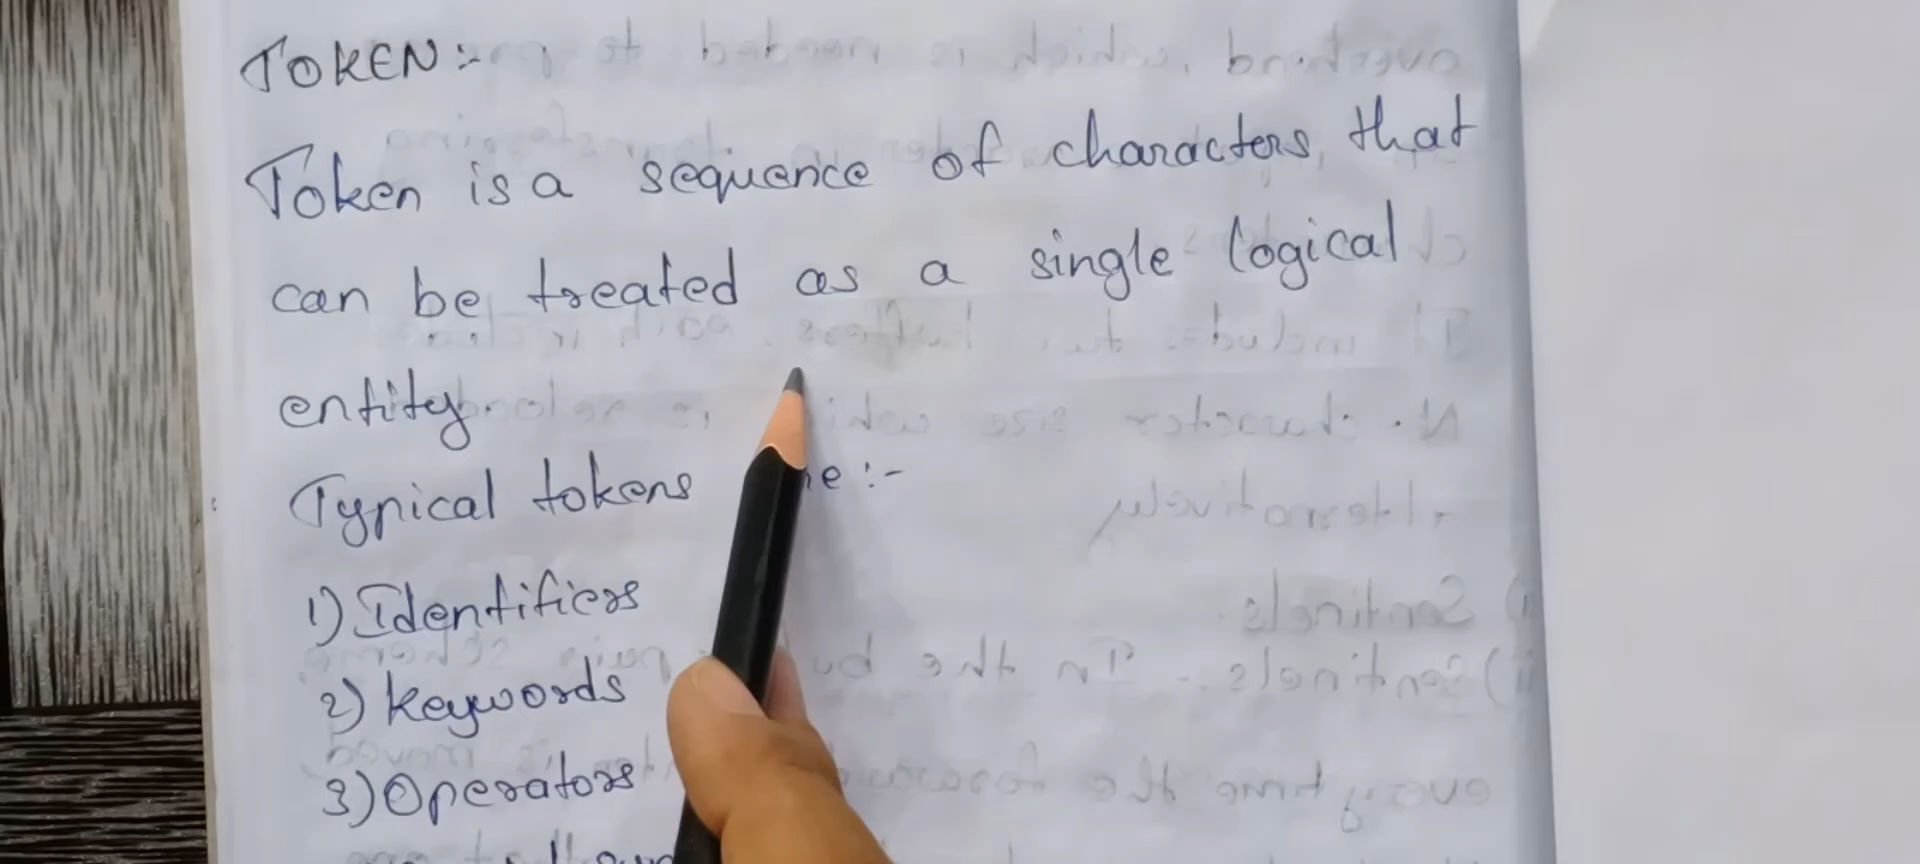 TOKEN :-
Token is a sequence of characters, that
can be treated as a single logical
entity
Typical tokens :-
1) Identifiers
2) keywords
3) Operators